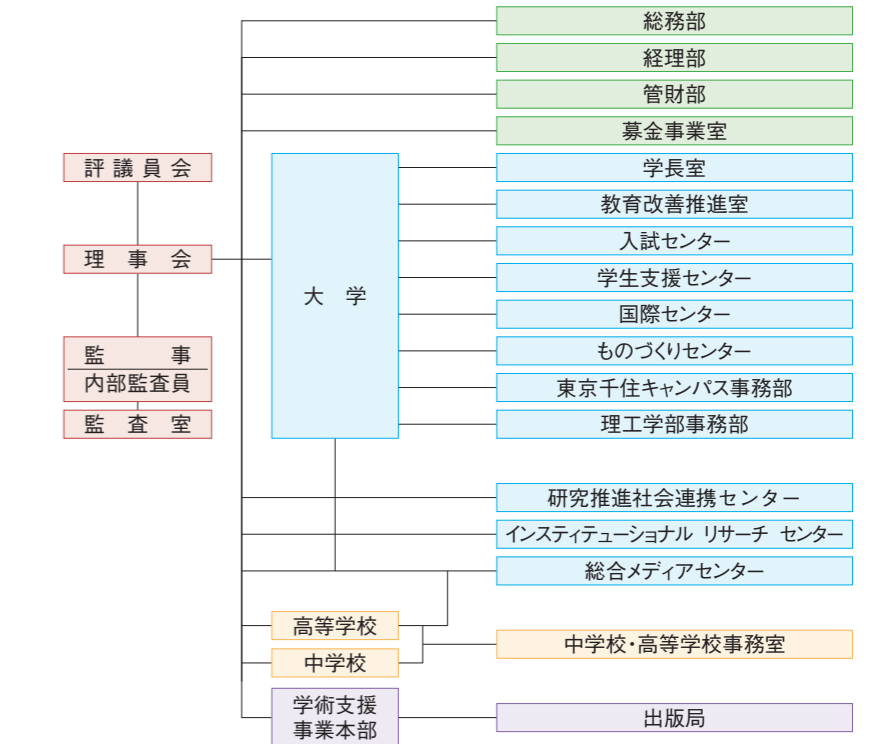 総務部
経理部
管財部
募金事業室
評議員会
理事会
監事
内部監査員
監査室
大学
学長室
教育改善推進室
入試センター
学生支援センター
国際センター
ものづくりセンター
東京千住キャンパス事務部
理工学部事務部
研究推進社会連携センター
インスティテューショナル リサーチ センター
総合メディアセンター
高等学校
中学校
中学校・高等学校事務室
学術支援
事業本部
出版局